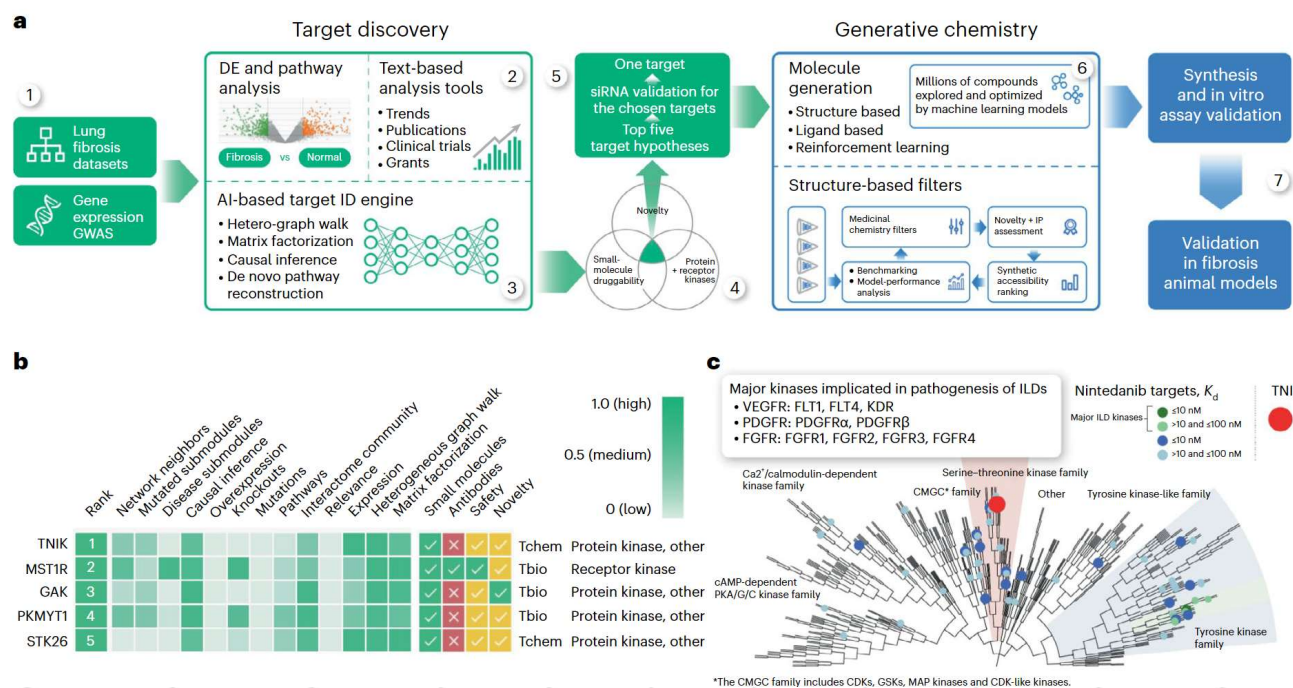 a
Target discovery
Generative chemistry
1
Lung
fibrosis
datasets
Gene
expression
GWAS
DE and pathway
analysis
Fibrosis vs Normal
Text-based
analysis tools
2
• Trends
• Publications
• Clinical trials
• Grants
AI-based target ID engine
• Hetero-graph walk
• Matrix factorization
• Causal inference
• De novo pathway
reconstruction
3
5
One target
siRNA validation for
the chosen targets
Top five
target hypotheses
Novelty
Small-
molecule
druggability
Protein
+ receptor
kinases
4
Molecule
generation
• Structure based
• Ligand based
• Reinforcement learning
Millions of compounds
explored and optimized
by machine learning models
6
Structure-based filters
Medicinal
chemistry filters
Novelty + IP
assessment
• Benchmarking
• Model-performance
analysis
Synthetic
accessibility
ranking
Synthesis
and in vitro
assay validation
7
Validation
in fibrosis
animal models
b
Rank
Network neighbors
Mutated submodules
Disease submodules
Causal inference
Overexpression
Knockouts
Mutations
Pathways
Interactome community
Relevance
Expression
Heterogeneous graph walk
Matrix factorization
Small molecules
Antibodies
Safety
Novelty
1.0 (high)
0.5 (medium)
0 (low)
TNIK 1 Tchem Protein kinase, other
MST1R 2 Tbio Receptor kinase
GAK 3 Tbio Protein kinase, other
PKMYT1 4 Tbio Protein kinase, other
STK26 5 Tchem Protein kinase, other
c
Major kinases implicated in pathogenesis of ILDs
• VEGFR: FLT1, FLT4, KDR
• PDGFR: PDGFRα, PDGFRβ
• FGFR: FGFR1, FGFR2, FGFR3, FGFR4
Nintedanib targets, Kd
Major ILD kinases
≤10 nM
>10 and ≤100 nM
≤10 nM
>10 and ≤100 nM
TNI
Ca2+/calmodulin-dependent
kinase family
Serine–threonine kinase family
CMGC* family
Other
Tyrosine kinase-like family
cAMP-dependent
PKA/G/C kinase family
Tyrosine kinase
family
*The CMGC family includes CDKs, GSKs, MAP kinases and CDK-like kinases.